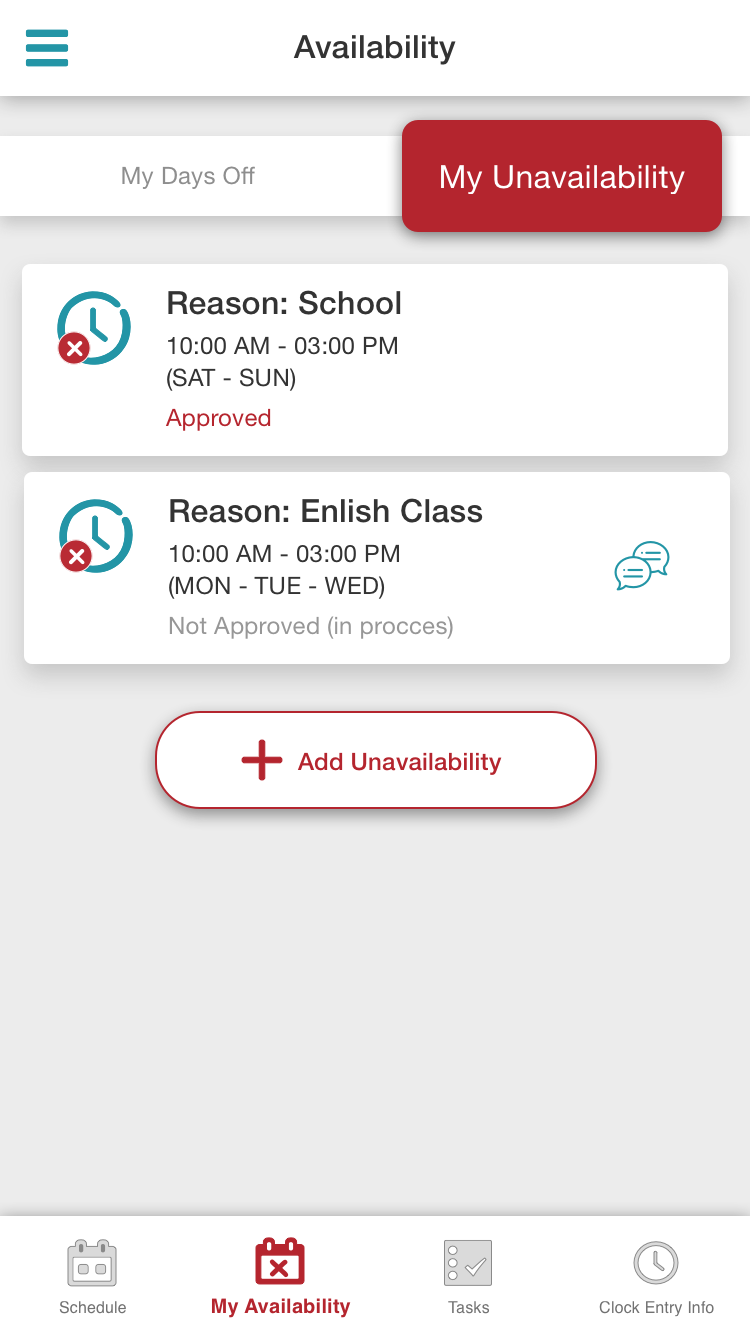 Availability
My Days Off
My Unavailability
Reason: School
10:00 AM - 03:00 PM
(SAT - SUN)
Approved
Reason: Enlish Class
10:00 AM - 03:00 PM
(MON - TUE - WED)
Not Approved (in procces)
Add Unavailability
Schedule
My Availability
Tasks
Clock Entry Info